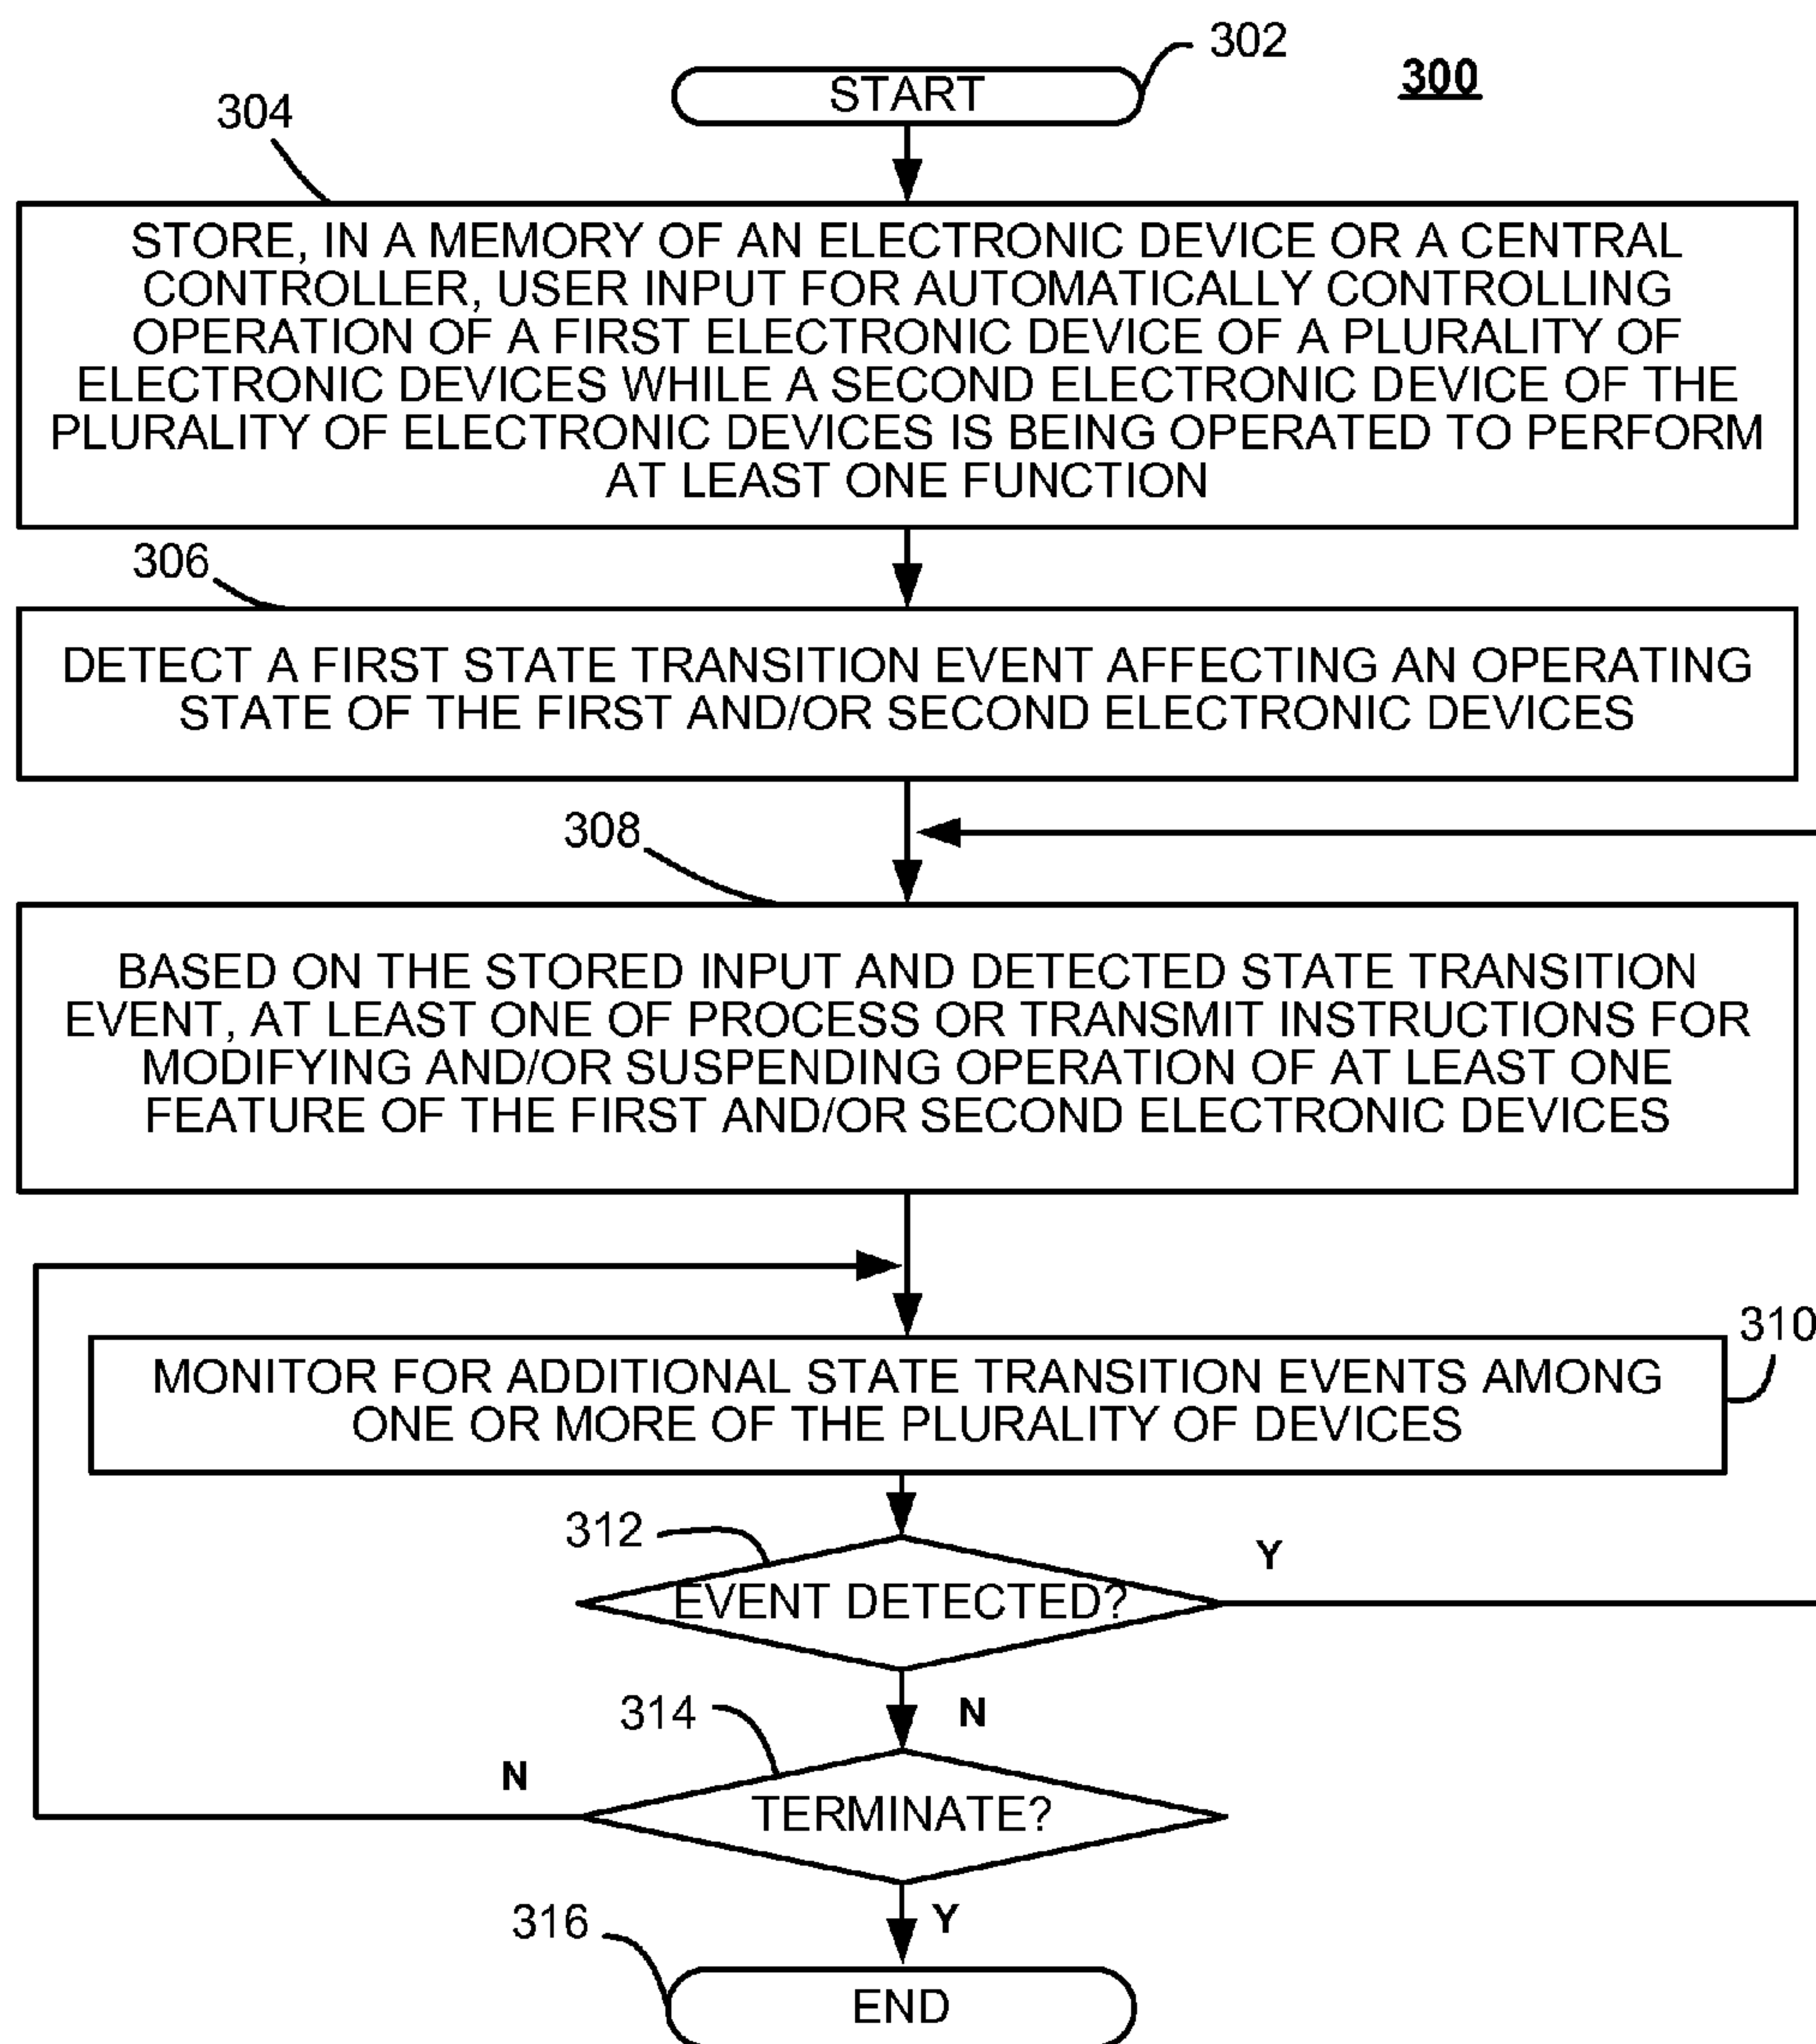 302
300
START
304
STORE, IN A MEMORY OF AN ELECTRONIC DEVICE OR A CENTRAL
CONTROLLER, USER INPUT FOR AUTOMATICALLY CONTROLLING
OPERATION OF A FIRST ELECTRONIC DEVICE OF A PLURALITY OF
ELECTRONIC DEVICES WHILE A SECOND ELECTRONIC DEVICE OF THE
PLURALITY OF ELECTRONIC DEVICES IS BEING OPERATED TO PERFORM
AT LEAST ONE FUNCTION
306
DETECT A FIRST STATE TRANSITION EVENT AFFECTING AN OPERATING
STATE OF THE FIRST AND/OR SECOND ELECTRONIC DEVICES
308
BASED ON THE STORED INPUT AND DETECTED STATE TRANSITION
EVENT, AT LEAST ONE OF PROCESS OR TRANSMIT INSTRUCTIONS FOR
MODIFYING AND/OR SUSPENDING OPERATION OF AT LEAST ONE
FEATURE OF THE FIRST AND/OR SECOND ELECTRONIC DEVICES
310
MONITOR FOR ADDITIONAL STATE TRANSITION EVENTS AMONG
ONE OR MORE OF THE PLURALITY OF DEVICES
312
Y
EVENT DETECTED?
314
N
N
TERMINATE?
316
Y
END